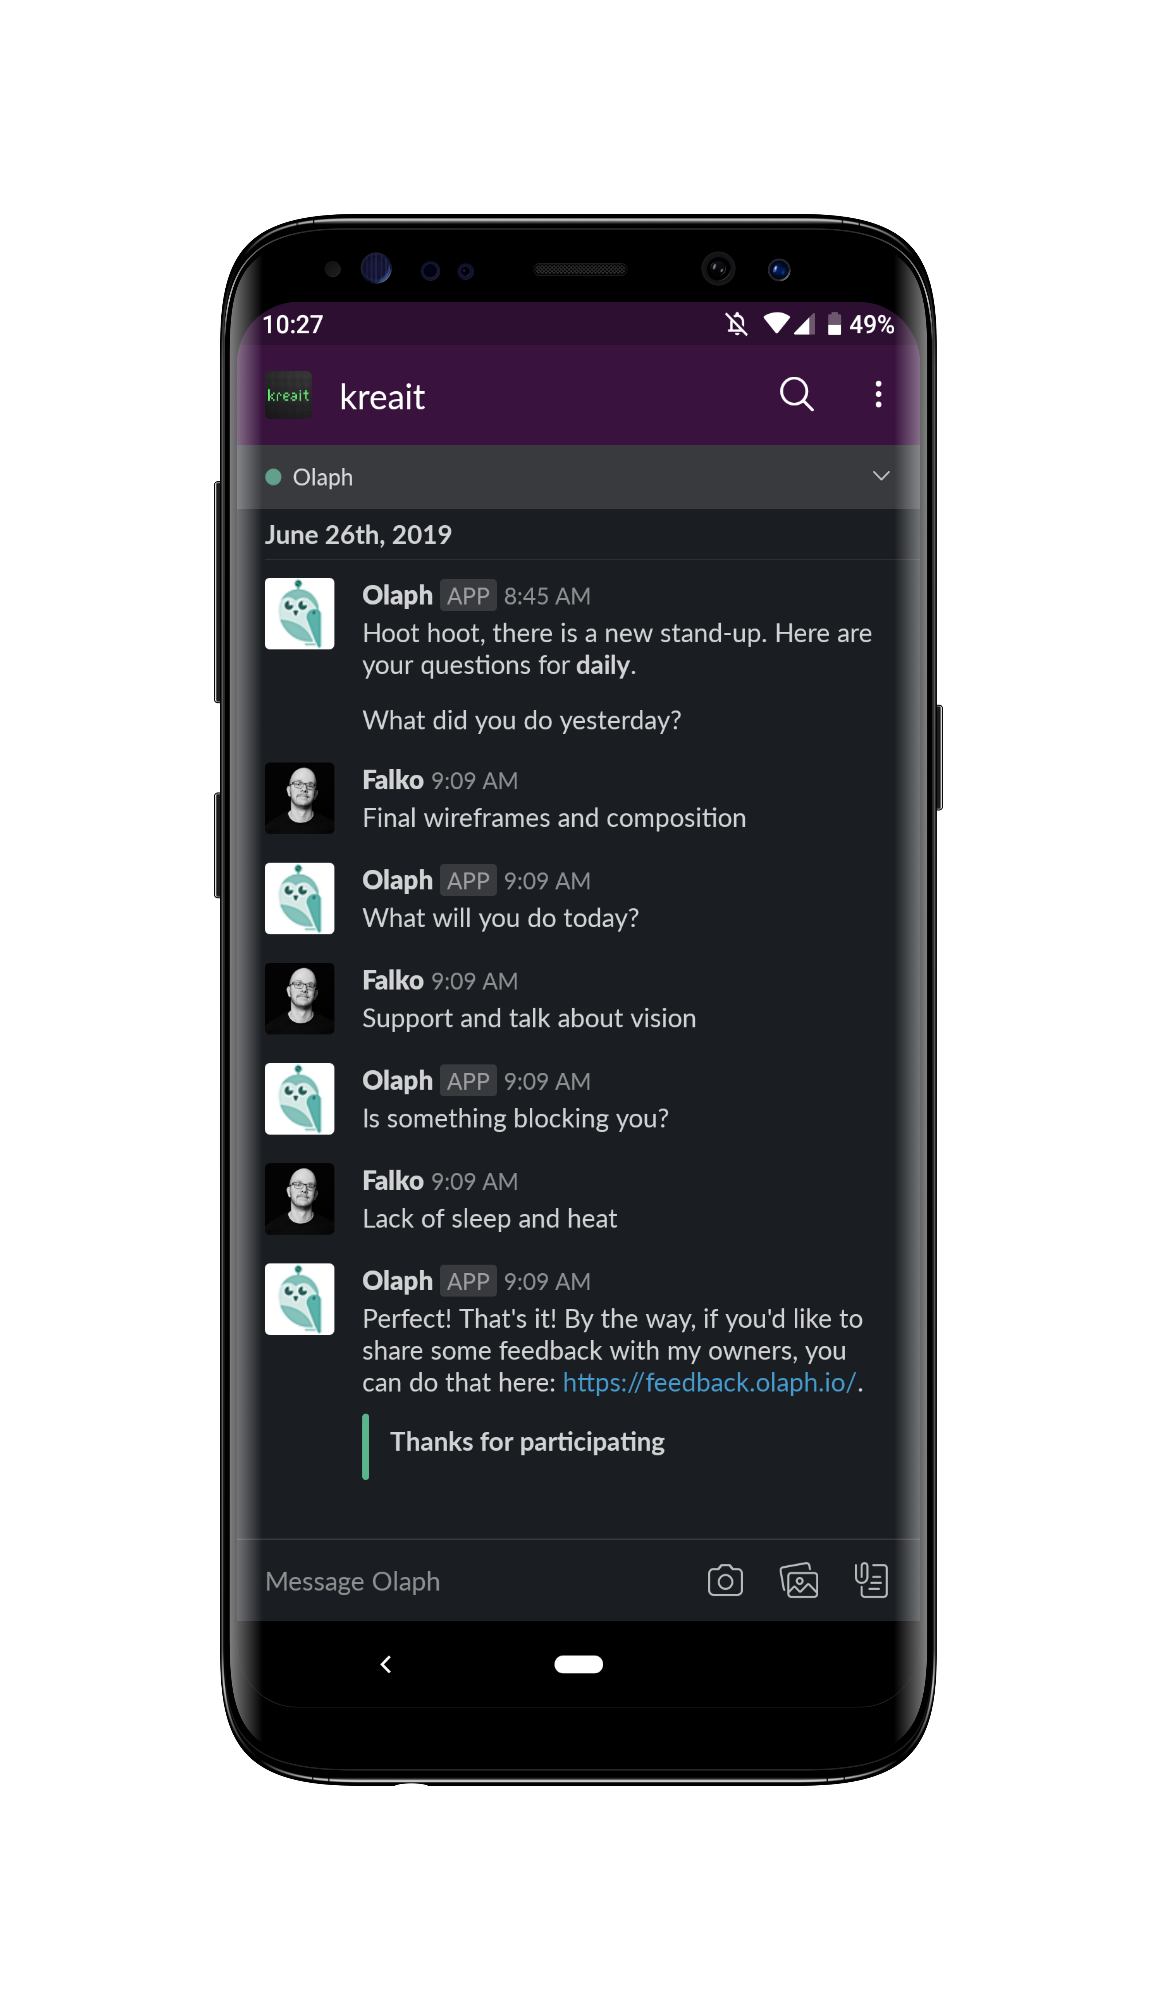 10:27
49%
kreait
kreait
Olaph
June 26th, 2019
Olaph APP 8:45 AM
Hoot hoot, there is a new stand-up. Here are
your questions for daily.
What did you do yesterday?
Falko 9:09 AM
Final wireframes and composition
Olaph APP 9:09 AM
What will you do today?
Falko 9:09 AM
Support and talk about vision
Olaph APP 9:09 AM
Is something blocking you?
Falko 9:09 AM
Lack of sleep and heat
Olaph APP 9:09 AM
Perfect! That's it! By the way, if you'd like to
share some feedback with my owners, you
can do that here: https://feedback.olaph.io/.
Thanks for participating
Message Olaph